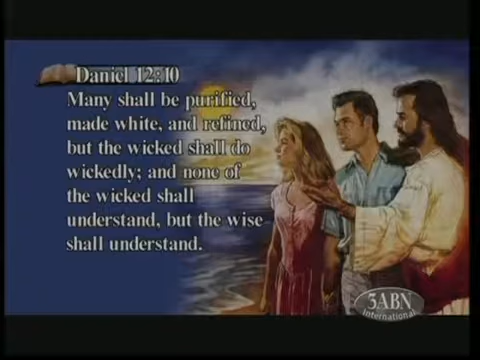 Daniel 12:10
Many shall be purified,
made white, and refined,
but the wicked shall do
wickedly; and none of
the wicked shall
understand, but the wise
shall understand.
3ABN
International